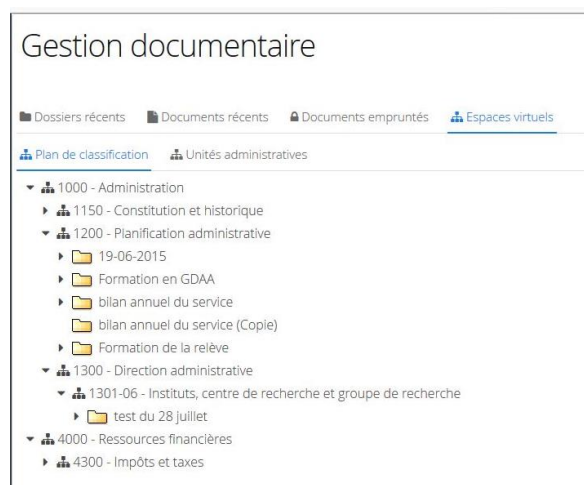 Gestion documentaire
Dossiers récents Documents récents Documents empruntés Espaces virtuels
Plan de classification Unités administratives
1000 - Administration
1150 - Constitution et historique
1200 - Planification administrative
19-06-2015
Formation en GDAA
bilan annuel du service
bilan annuel du service (Copie)
Formation de la relève
1300 - Direction administrative
1301-06 - Instituts, centre de recherche et groupe de recherche
test du 28 juillet
4000 - Ressources financières
4300 - Impôts et taxes